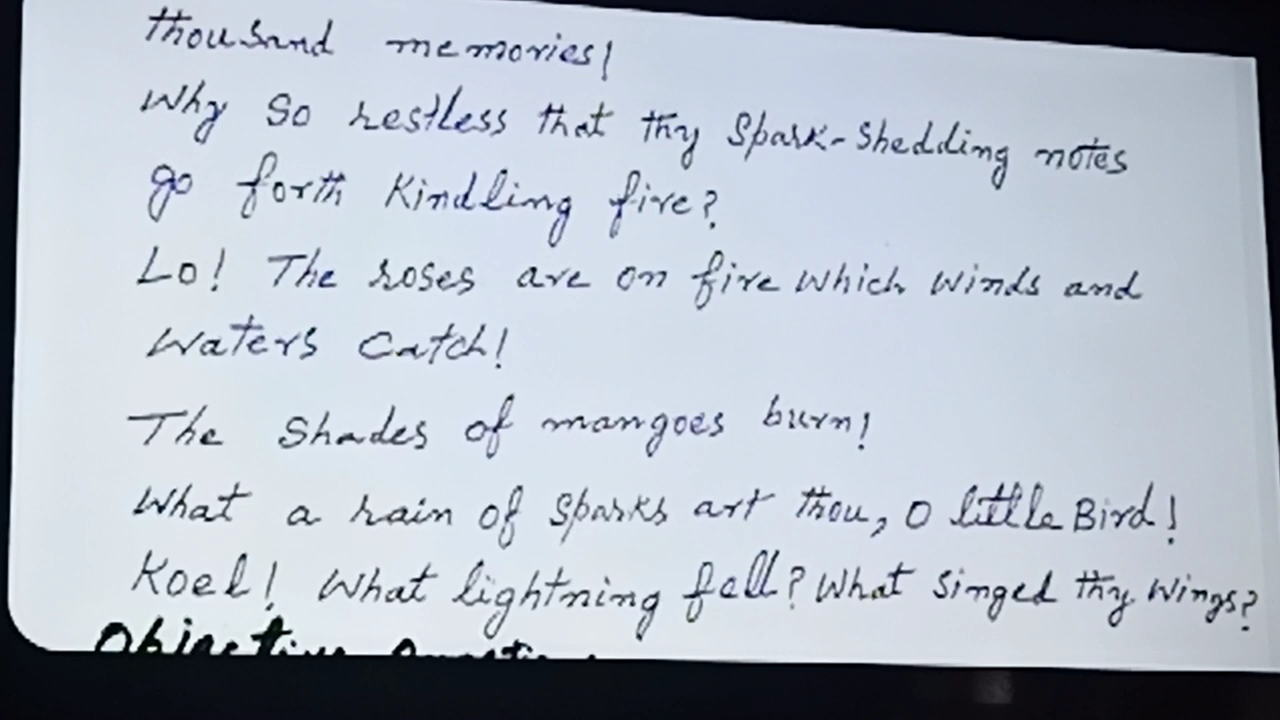 thousand memories!
Why so restless that thy Spark-Shedding notes
go forth Kindling fire?
Lo! The roses are on fire which winds and
waters catch!
The Shades of mangoes burn!
What a rain of sparks art thou, O little Bird!
Koel! What lightning fell? What singed thy wings?
Objective